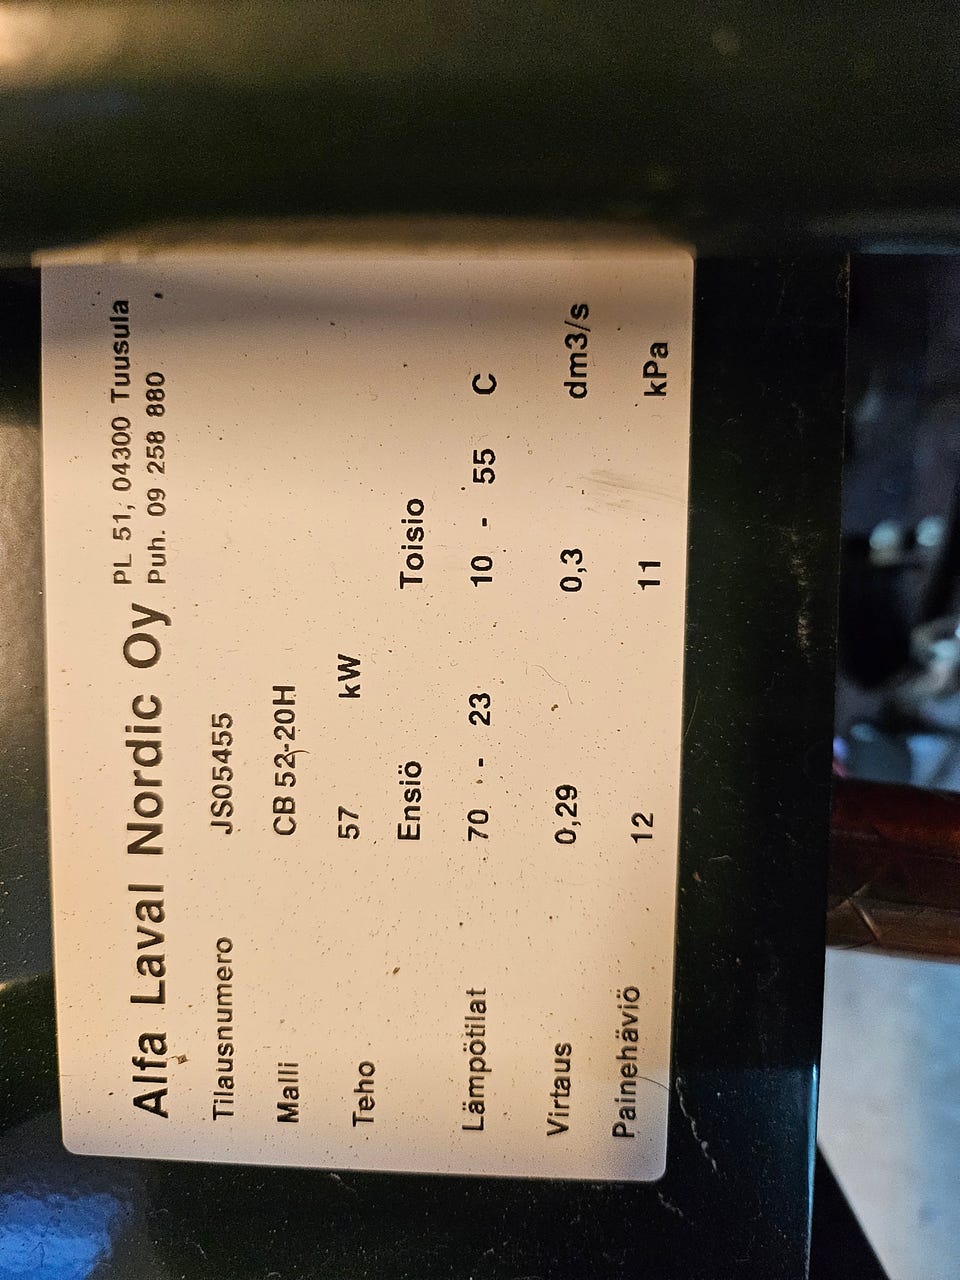 Alfa Laval Nordic Oy PL 51, 04300 Tuusula
Puh. 09 258 880
Tilausnumero JS05455
Malli CB 52-20H
Teho 57 kW
Ensiö Toisio
Lämpötilat 70 - 23 10 - 55 C
Virtaus 0,29 0,3 dm3/s
Painehäviö 12 11 kPa